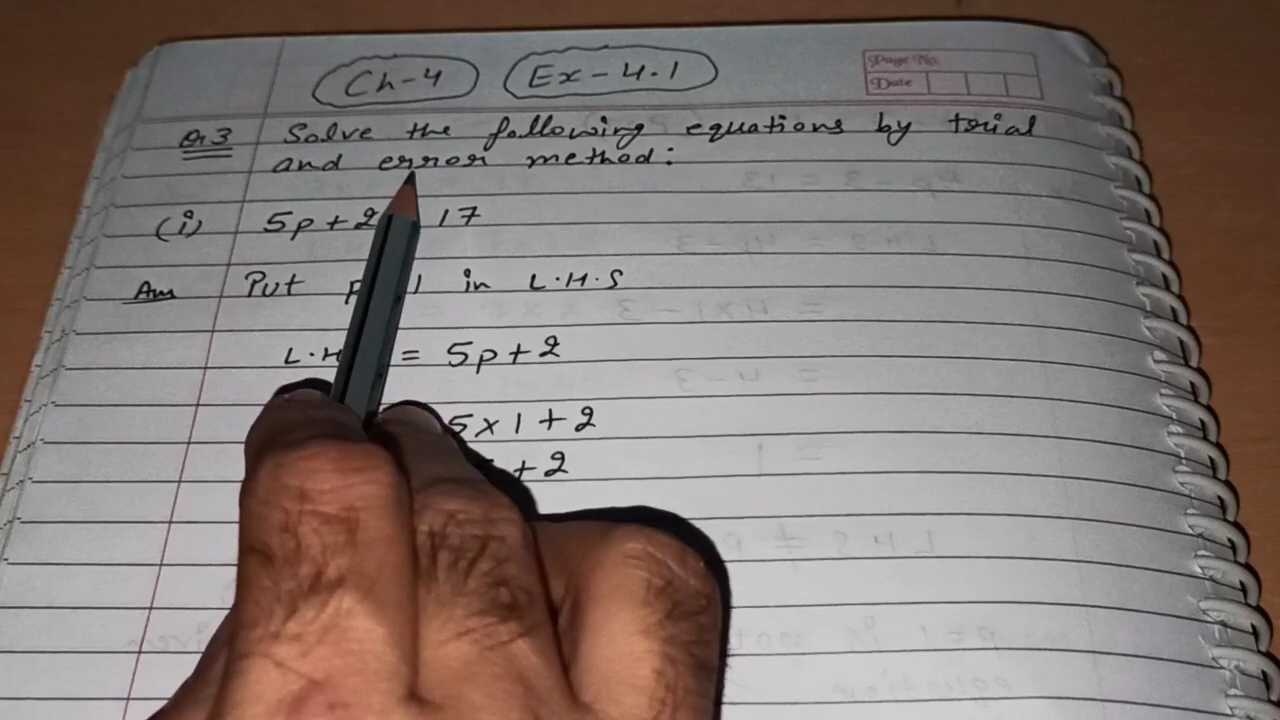 Ch-4 Ex-4.1
Page No.
Date
Q.3 Solve the following equations by trial
and error method:
(i) 5p+2 17
Ans Put p 1 in L.H.S
L.H = 5p+2
5×1+2
+2